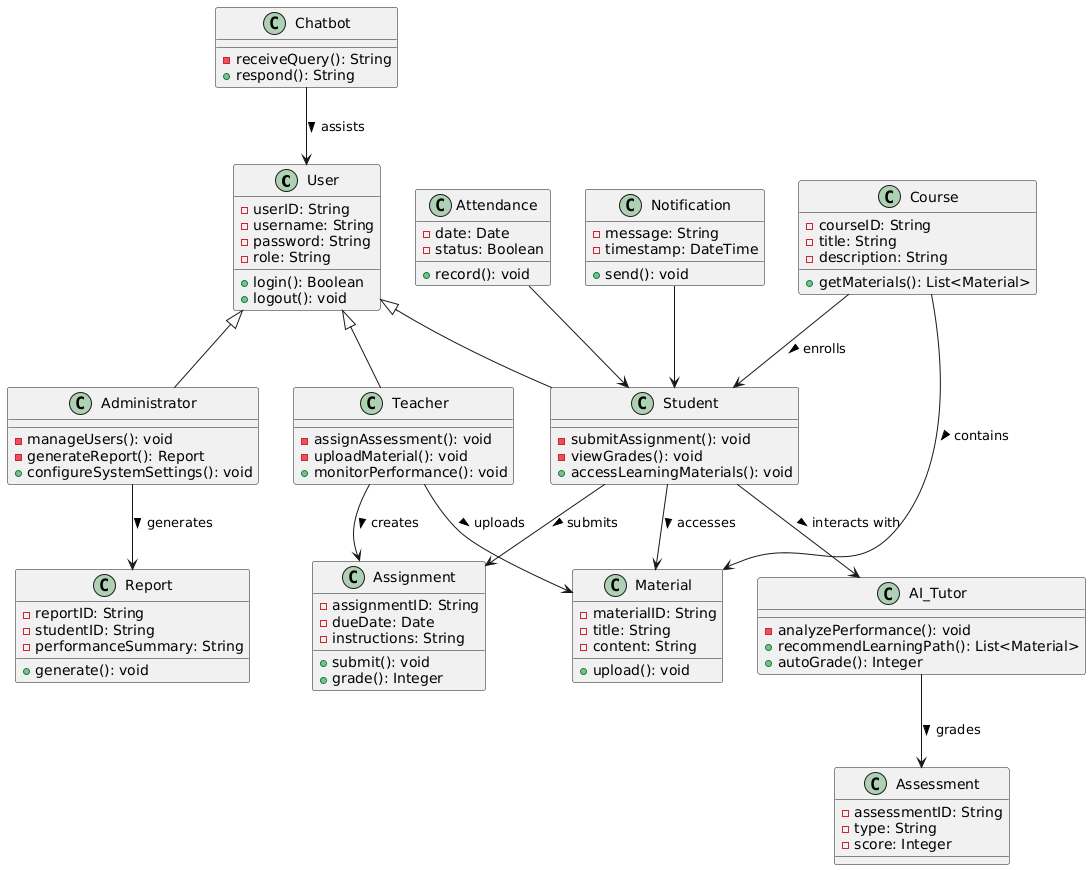 C Chatbot
receiveQuery(): String
respond(): String
assists
C User
userID: String
username: String
password: String
role: String
login(): Boolean
logout(): void
C Attendance
date: Date
status: Boolean
record(): void
C Notification
message: String
timestamp: DateTime
send(): void
C Course
courseID: String
title: String
description: String
getMaterials(): List<Material>
enrolls
contains
C Administrator
manageUsers(): void
generateReport(): Report
configureSystemSettings(): void
C Teacher
assignAssessment(): void
uploadMaterial(): void
monitorPerformance(): void
C Student
submitAssignment(): void
viewGrades(): void
accessLearningMaterials(): void
generates
creates
uploads
submits
accesses
interacts with
C Report
reportID: String
studentID: String
performanceSummary: String
generate(): void
C Assignment
assignmentID: String
dueDate: Date
instructions: String
submit(): void
grade(): Integer
C Material
materialID: String
title: String
content: String
upload(): void
C AI_Tutor
analyzePerformance(): void
recommendLearningPath(): List<Material>
autoGrade(): Integer
grades
C Assessment
assessmentID: String
type: String
score: Integer